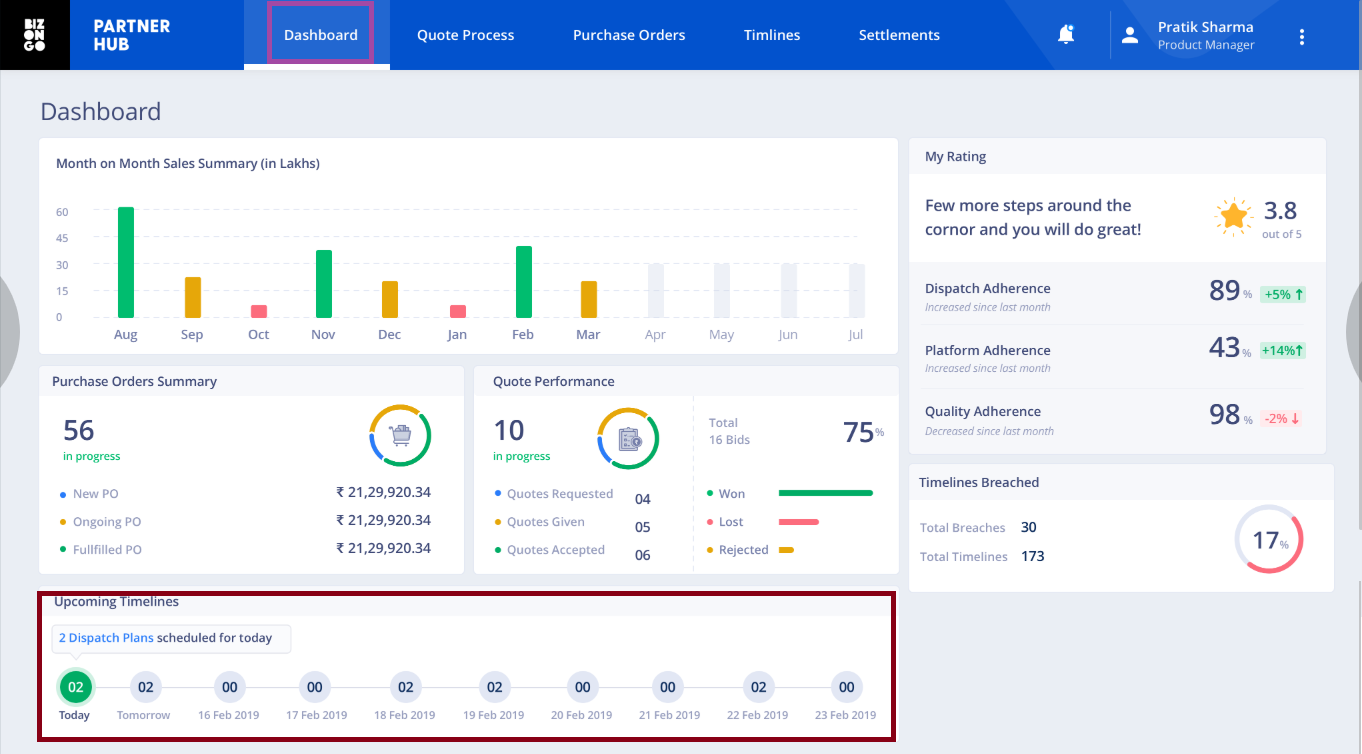 BIZ
ON
GO
PARTNER
HUB
Dashboard
Quote Process
Purchase Orders
Timlines
Settlements
Pratik Sharma
Product Manager
Dashboard
Month on Month Sales Summary (in Lakhs)
60
45
30
15
0
Aug Sep Oct Nov Dec Jan Feb Mar Apr May Jun Jul
My Rating
Few more steps around the
cornor and you will do great!
3.8
out of 5
Dispatch Adherence
Increased since last month
89 % +5% ↑
Platform Adherence
Increased since last month
43 % +14%↑
Quality Adherence
Decreased since last month
98 % -2% ↓
Purchase Orders Summary
56
in progress
New PO ₹ 21,29,920.34
Ongoing PO ₹ 21,29,920.34
Fullfilled PO ₹ 21,29,920.34
Quote Performance
10
in progress
Quotes Requested 04
Quotes Given 05
Quotes Accepted 06
Total
16 Bids
75%
Won
Lost
Rejected
Timelines Breached
Total Breaches 30
Total Timelines 173
17%
Upcoming Timelines
2 Dispatch Plans scheduled for today
02 02 00 00 02 02 00 00 02 00
Today Tomorrow 16 Feb 2019 17 Feb 2019 18 Feb 2019 19 Feb 2019 20 Feb 2019 21 Feb 2019 22 Feb 2019 23 Feb 2019